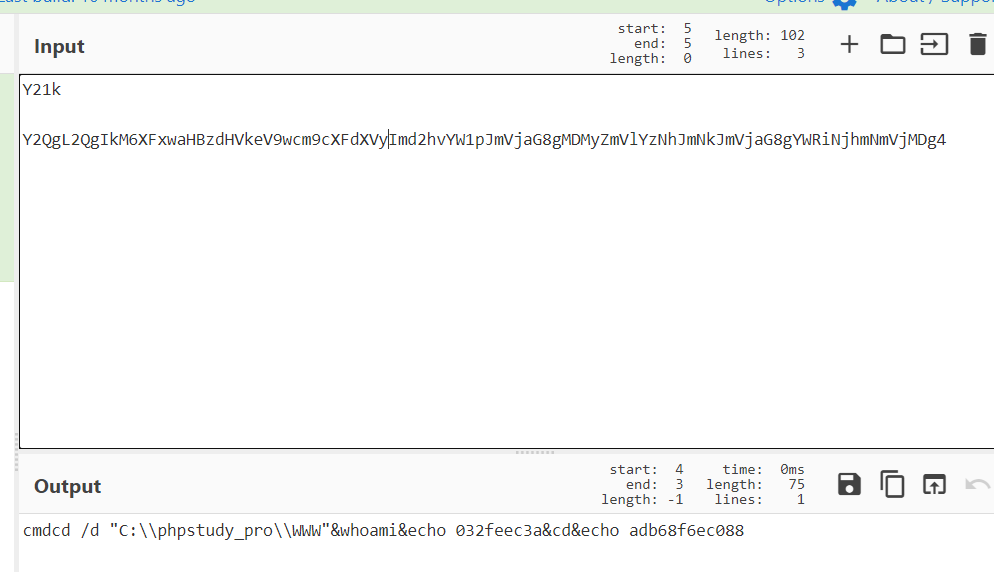 Last build: 10 months ago Options About / Support
Input start: 5 end: 5 length: 0 length: 102 lines: 3
Y21k
Y2QgL2QgIkM6XFxwaHBzdHVkeV9wcm9cXFdXVyImd2hvYW1pJmVjaG8gMDMyZmVlYzNhJmNkJmVjaG8gYWRiNjhmNmVjMDg4
Output start: 4 end: 3 length: -1 time: 0ms length: 75 lines: 1
cmdcd /d "C:\\phpstudy_pro\\WWW"&whoami&echo 032feec3a&cd&echo adb68f6ec088